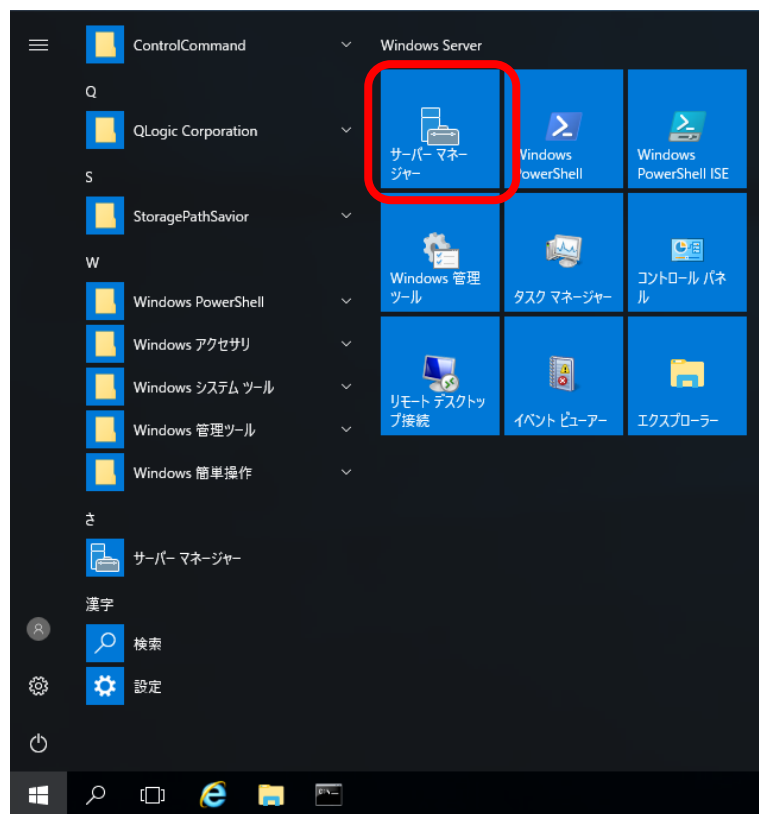 ControlCommand
Q
QLogic Corporation
S
StoragePathSavior
W
Windows PowerShell
Windows アクセサリ
Windows システム ツール
Windows 管理ツール
Windows 簡単操作
さ
サーバー マネージャー
漢字
検索
設定
Windows Server
サーバー マネー
ジャー
Windows
PowerShell
Windows
PowerShell ISE
Windows 管理
ツール
タスク マネージャー
コントロール パネ
ル
リモート デスクトッ
プ接続
イベント ビューアー
エクスプローラー